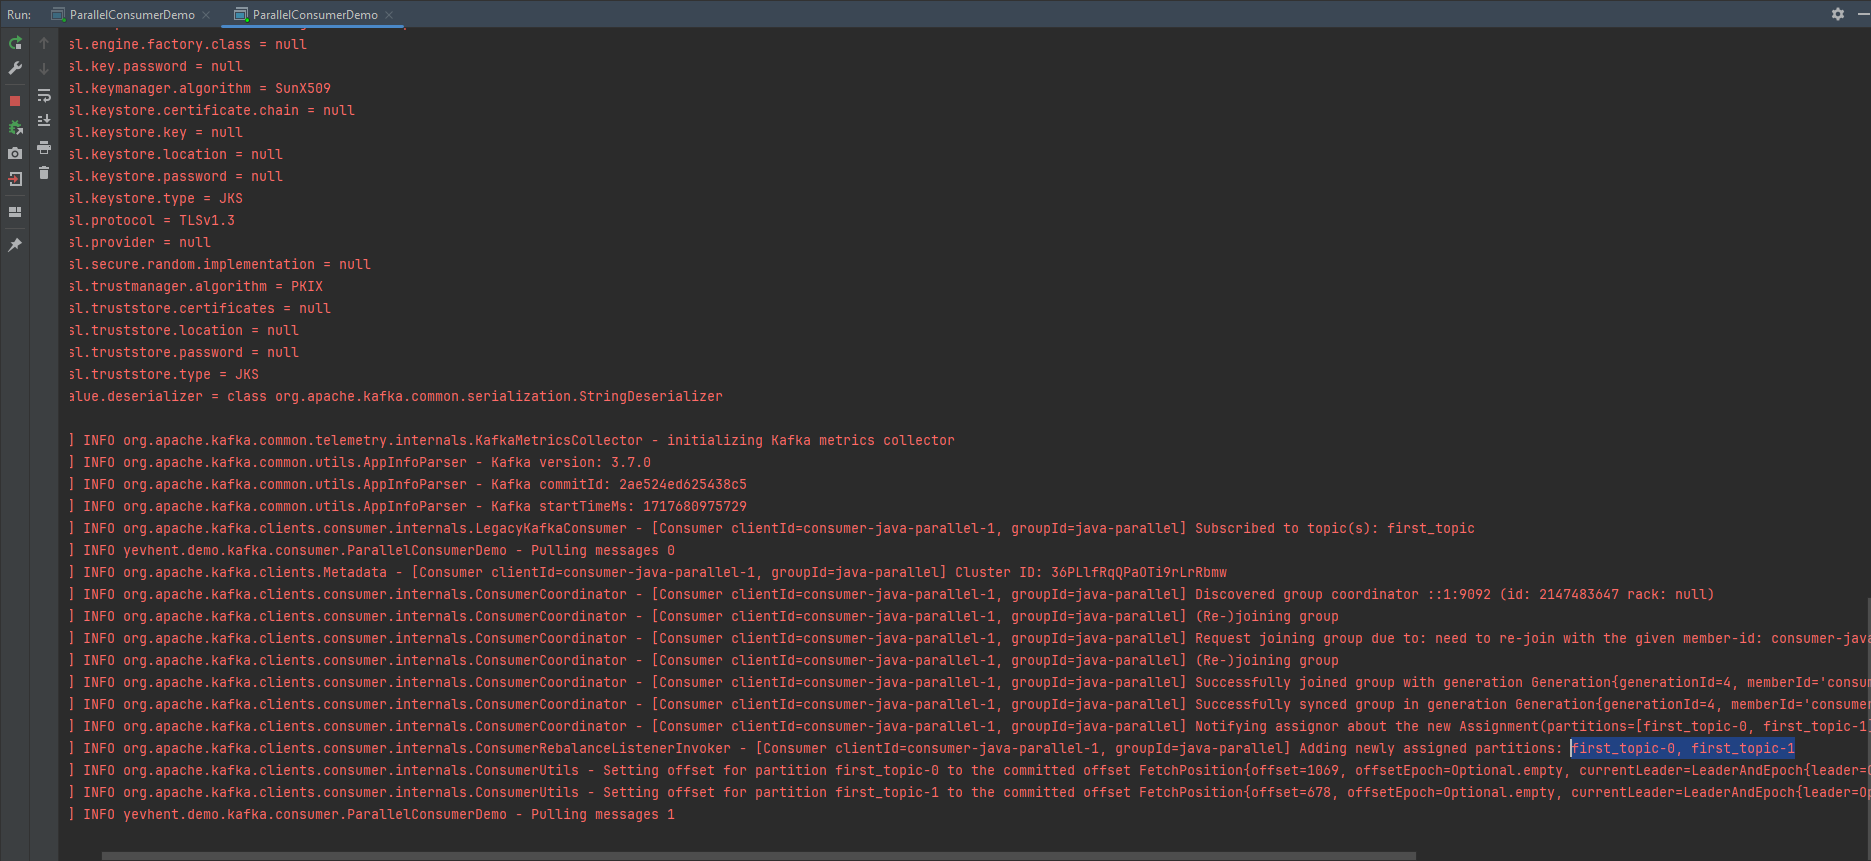 Run: ParallelConsumerDemo ParallelConsumerDemo
sl.engine.factory.class = null
sl.key.password = null
sl.keymanager.algorithm = SunX509
sl.keystore.certificate.chain = null
sl.keystore.key = null
sl.keystore.location = null
sl.keystore.password = null
sl.keystore.type = JKS
sl.protocol = TLSv1.3
sl.provider = null
sl.secure.random.implementation = null
sl.trustmanager.algorithm = PKIX
sl.truststore.certificates = null
sl.truststore.location = null
sl.truststore.password = null
sl.truststore.type = JKS
alue.deserializer = class org.apache.kafka.common.serialization.StringDeserializer
] INFO org.apache.kafka.common.telemetry.internals.KafkaMetricsCollector - initializing Kafka metrics collector
] INFO org.apache.kafka.common.utils.AppInfoParser - Kafka version: 3.7.0
] INFO org.apache.kafka.common.utils.AppInfoParser - Kafka commitId: 2ae524ed625438c5
] INFO org.apache.kafka.common.utils.AppInfoParser - Kafka startTimeMs: 1717680975729
] INFO org.apache.kafka.clients.consumer.internals.LegacyKafkaConsumer - [Consumer clientId=consumer-java-parallel-1, groupId=java-parallel] Subscribed to topic(s): first_topic
] INFO yevhent.demo.kafka.consumer.ParallelConsumerDemo - Pulling messages 0
] INFO org.apache.kafka.clients.Metadata - [Consumer clientId=consumer-java-parallel-1, groupId=java-parallel] Cluster ID: 36PLlfRqQPaOTi9rLrRbmw
] INFO org.apache.kafka.clients.consumer.internals.ConsumerCoordinator - [Consumer clientId=consumer-java-parallel-1, groupId=java-parallel] Discovered group coordinator ::1:9092 (id: 2147483647 rack: null)
] INFO org.apache.kafka.clients.consumer.internals.ConsumerCoordinator - [Consumer clientId=consumer-java-parallel-1, groupId=java-parallel] (Re-)joining group
] INFO org.apache.kafka.clients.consumer.internals.ConsumerCoordinator - [Consumer clientId=consumer-java-parallel-1, groupId=java-parallel] Request joining group due to: need to re-join with the given member-id: consumer-java
] INFO org.apache.kafka.clients.consumer.internals.ConsumerCoordinator - [Consumer clientId=consumer-java-parallel-1, groupId=java-parallel] (Re-)joining group
] INFO org.apache.kafka.clients.consumer.internals.ConsumerCoordinator - [Consumer clientId=consumer-java-parallel-1, groupId=java-parallel] Successfully joined group with generation Generation{generationId=4, memberId='consum
] INFO org.apache.kafka.clients.consumer.internals.ConsumerCoordinator - [Consumer clientId=consumer-java-parallel-1, groupId=java-parallel] Successfully synced group in generation Generation{generationId=4, memberId='consumer
] INFO org.apache.kafka.clients.consumer.internals.ConsumerCoordinator - [Consumer clientId=consumer-java-parallel-1, groupId=java-parallel] Notifying assignor about the new Assignment(partitions=[first_topic-0, first_topic-1]
] INFO org.apache.kafka.clients.consumer.internals.ConsumerRebalanceListenerInvoker - [Consumer clientId=consumer-java-parallel-1, groupId=java-parallel] Adding newly assigned partitions: first_topic-0, first_topic-1
] INFO org.apache.kafka.clients.consumer.internals.ConsumerUtils - Setting offset for partition first_topic-0 to the committed offset FetchPosition{offset=1069, offsetEpoch=Optional.empty, currentLeader=LeaderAndEpoch{leader=O
] INFO org.apache.kafka.clients.consumer.internals.ConsumerUtils - Setting offset for partition first_topic-1 to the committed offset FetchPosition{offset=678, offsetEpoch=Optional.empty, currentLeader=LeaderAndEpoch{leader=Op
] INFO yevhent.demo.kafka.consumer.ParallelConsumerDemo - Pulling messages 1